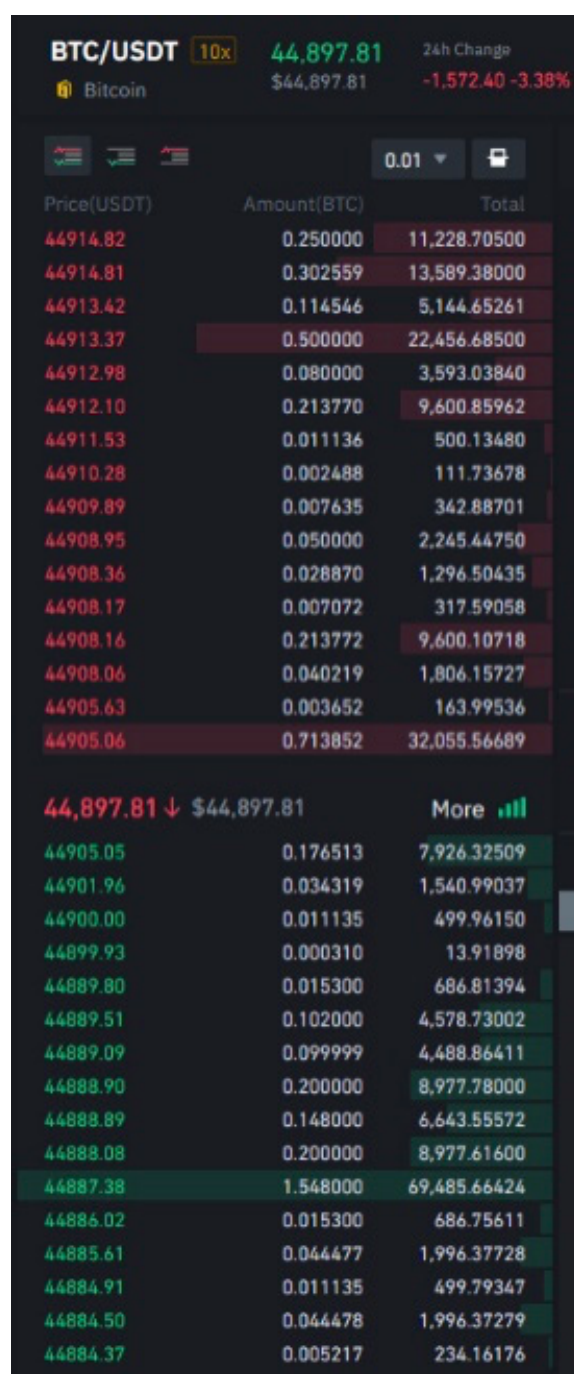 BTC/USDT 10x 44,897.81 24h Change
Bitcoin $44,897.81 -1,572.40 -3.38%
0.01
Price(USDT) Amount(BTC) Total
44914.82 0.250000 11,228.70500
44914.81 0.302559 13,589.38000
44913.42 0.114546 5,144.65261
44913.37 0.500000 22,456.68500
44912.98 0.080000 3,593.03840
44912.10 0.213770 9,600.85962
44911.53 0.011136 500.13480
44910.28 0.002488 111.73678
44909.89 0.007635 342.88701
44908.95 0.050000 2,245.44750
44908.36 0.028870 1,296.50435
44908.17 0.007072 317.59058
44908.16 0.213772 9,600.10718
44908.06 0.040219 1,806.15727
44905.63 0.003652 163.99536
44905.06 0.713852 32,055.56689
44,897.81↓ $44,897.81 More
44905.05 0.176513 7,926.32509
44901.96 0.034319 1,540.99037
44900.00 0.011135 499.96150
44899.93 0.000310 13.91898
44889.80 0.015300 686.81394
44889.51 0.102000 4,578.73002
44889.09 0.099999 4,488.86411
44888.90 0.200000 8,977.78000
44888.89 0.148000 6,643.55572
44888.08 0.200000 8,977.61600
44887.38 1.548000 69,485.66424
44886.02 0.015300 686.75611
44885.61 0.044477 1,996.37728
44884.91 0.011135 499.79347
44884.50 0.044478 1,996.37279
44884.37 0.005217 234.16176